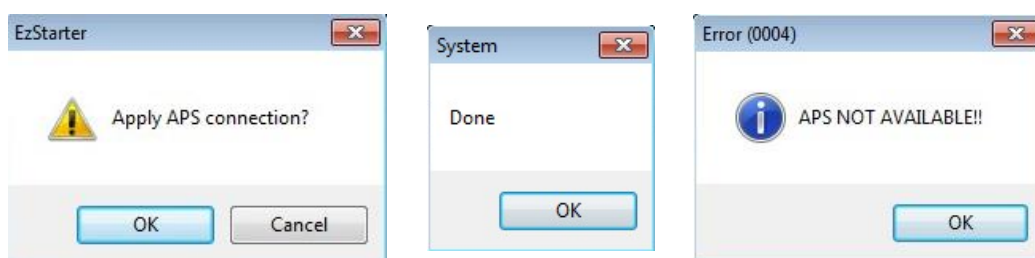 EzStarter
Apply APS connection?
OK
Cancel
System
Done
OK
Error (0004)
APS NOT AVAILABLE!!
OK